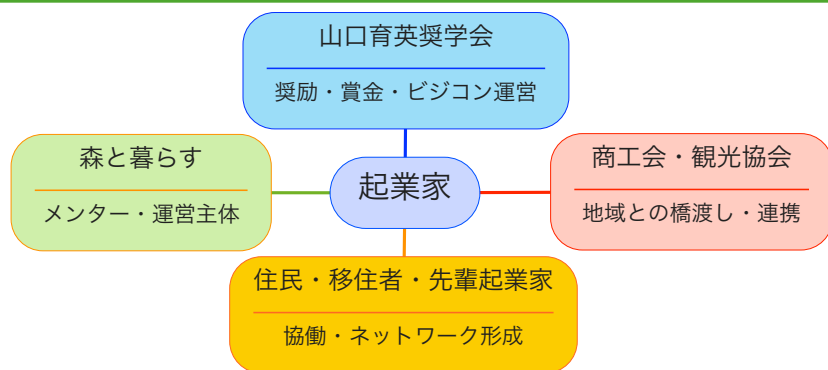 山口育英奨学会
奨励・賞金・ビジコン運営
森と暮らす
メンター・運営主体
起業家
商工会・観光協会
地域との橋渡し・連携
住民・移住者・先輩起業家
協働・ネットワーク形成